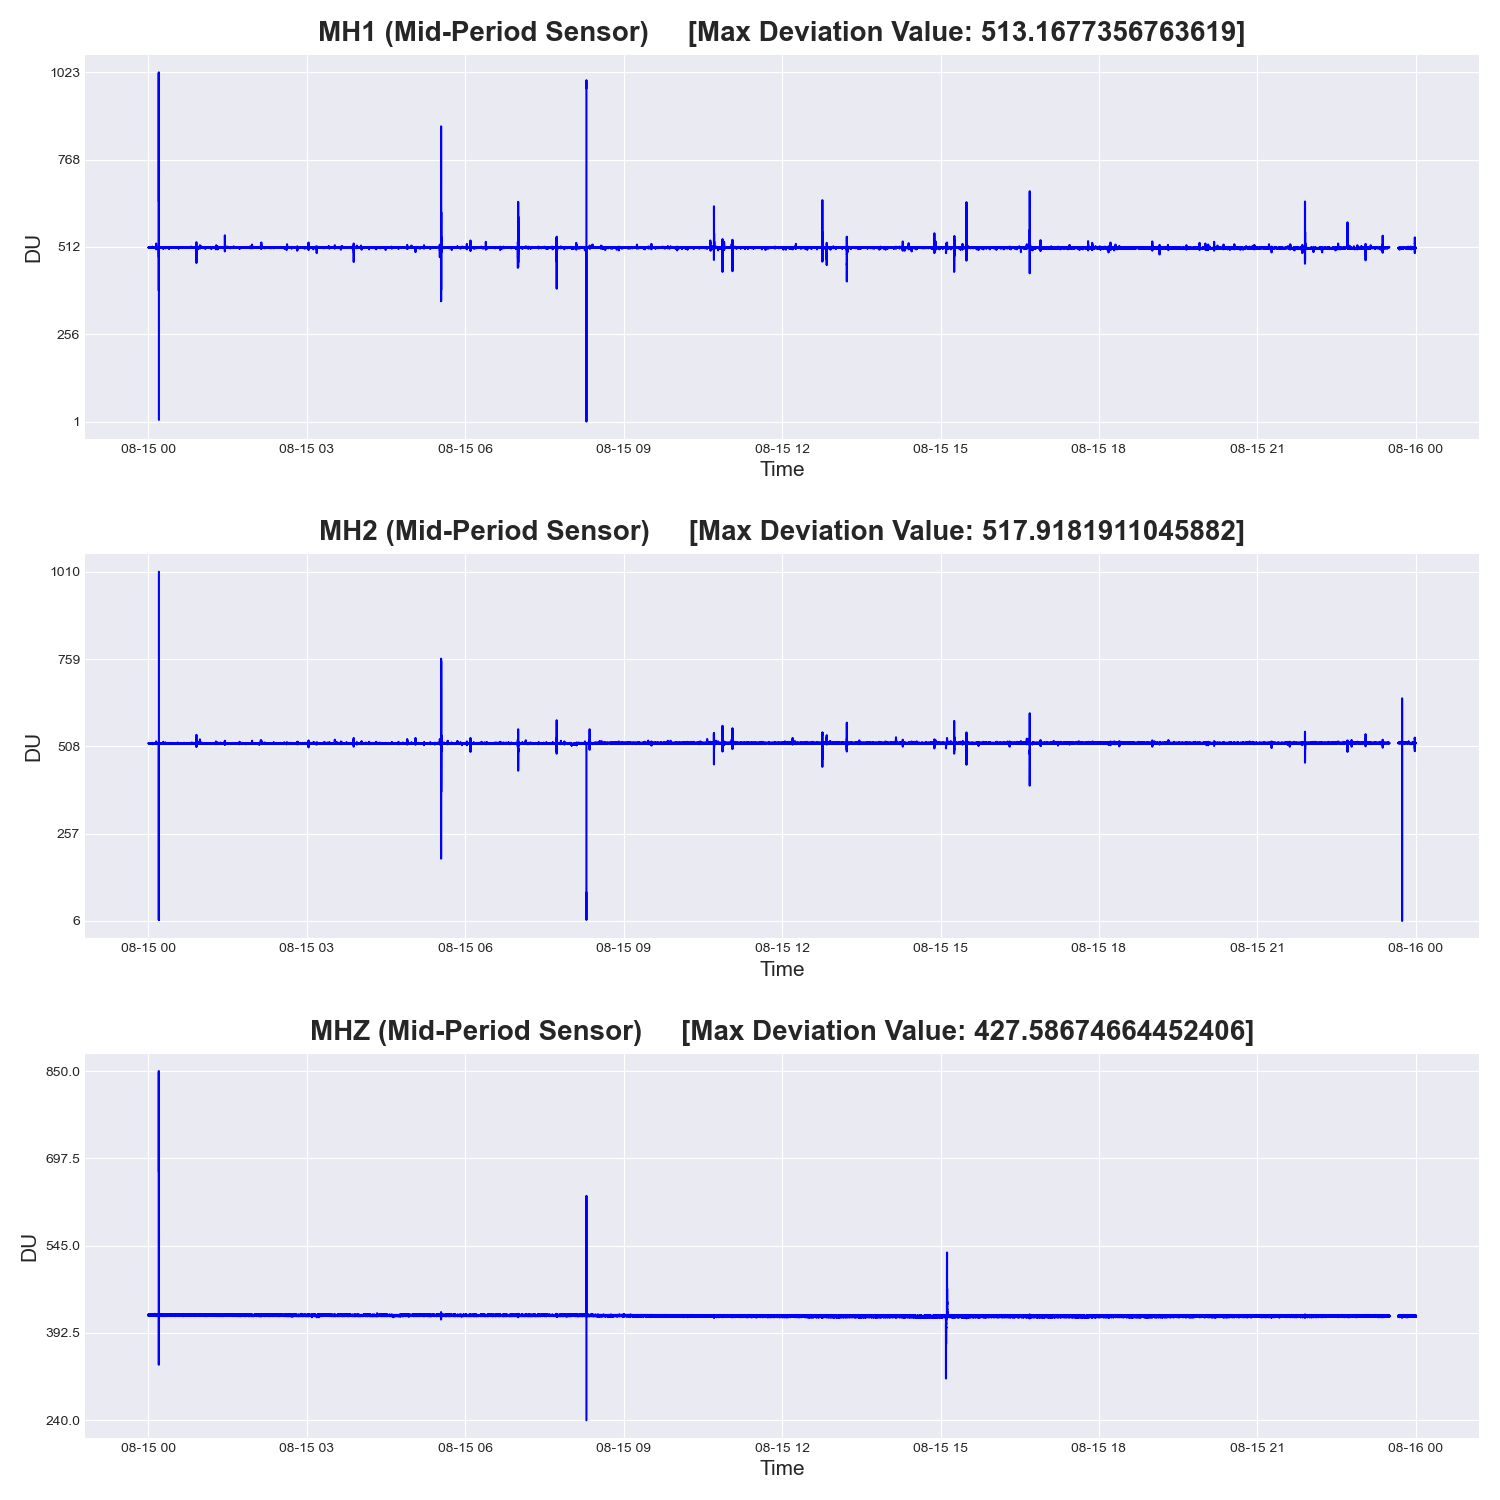 MH1 (Mid-Period Sensor) [Max Deviation Value: 513.1677356763619]
1023
768
512
256
1
DU
08-15 00 08-15 03 08-15 06 08-15 09 08-15 12 08-15 15 08-15 18 08-15 21 08-16 00
Time
MH2 (Mid-Period Sensor) [Max Deviation Value: 517.9181911045882]
1010
759
508
257
6
DU
08-15 00 08-15 03 08-15 06 08-15 09 08-15 12 08-15 15 08-15 18 08-15 21 08-16 00
Time
MHZ (Mid-Period Sensor) [Max Deviation Value: 427.58674664452406]
850.0
697.5
545.0
392.5
240.0
DU
08-15 00 08-15 03 08-15 06 08-15 09 08-15 12 08-15 15 08-15 18 08-15 21 08-16 00
Time